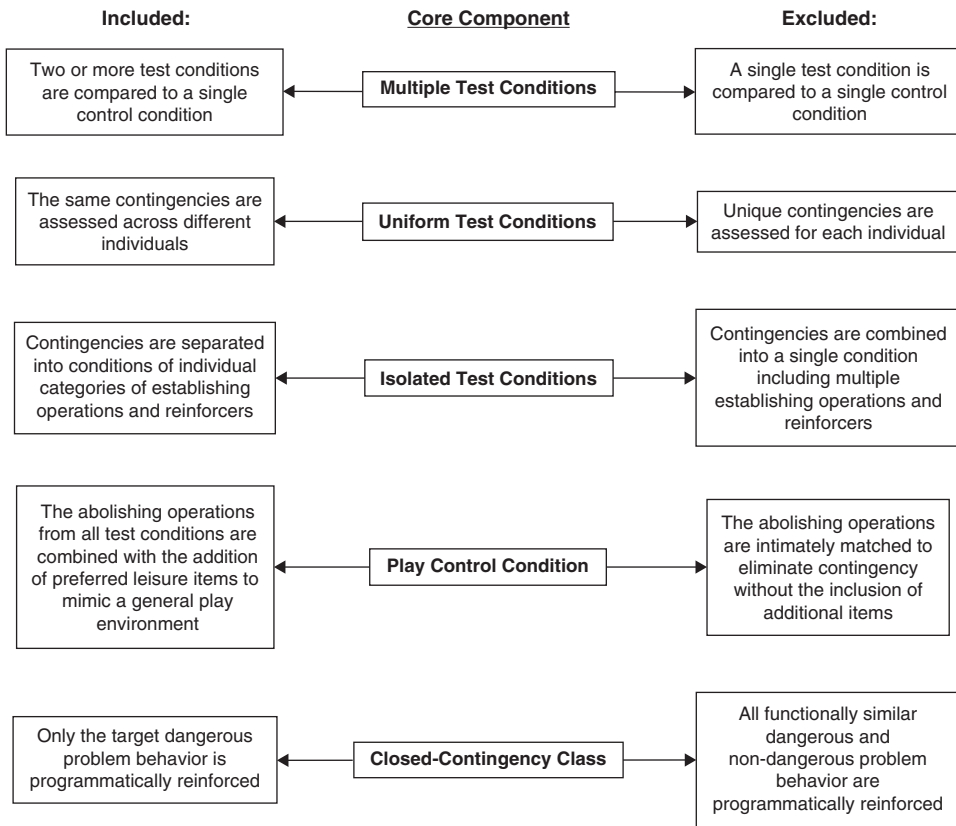 Included:
Core Component
Excluded:
Two or more test conditions
are compared to a single
control condition
Multiple Test Conditions
A single test condition is
compared to a single control
condition
The same contingencies are
assessed across different
individuals
Uniform Test Conditions
Unique contingencies are
assessed for each individual
Contingencies are separated
into conditions of individual
categories of establishing
operations and reinforcers
Isolated Test Conditions
Contingencies are combined
into a single condition
including multiple
establishing operations and
reinforcers
The abolishing operations
from all test conditions are
combined with the addition
of preferred leisure items to
mimic a general play
environment
Play Control Condition
The abolishing operations
are intimately matched to
eliminate contingency
without the inclusion of
additional items
Only the target dangerous
problem behavior is
programmatically reinforced
Closed-Contingency Class
All functionally similar
dangerous and
non-dangerous problem
behavior are
programmatically reinforced